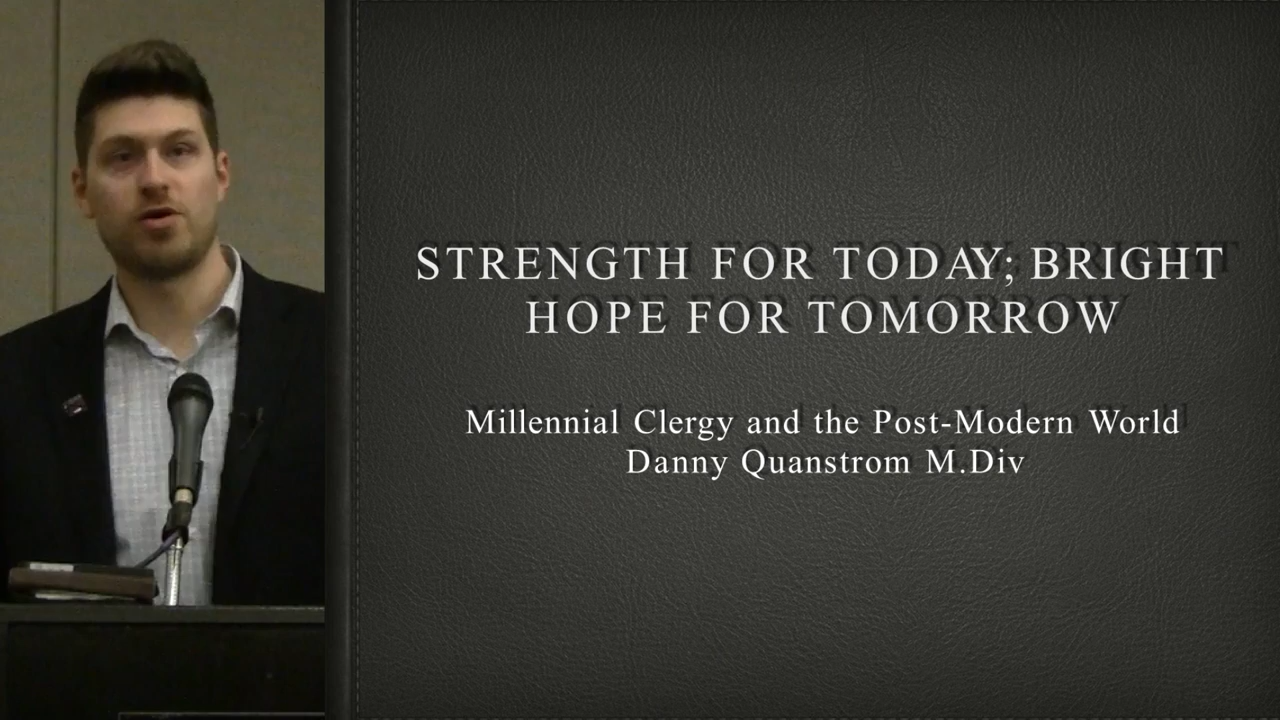 STRENGTH FOR TODAY; BRIGHT
HOPE FOR TOMORROW
Millennial Clergy and the Post-Modern World
Danny Quanstrom M.Div